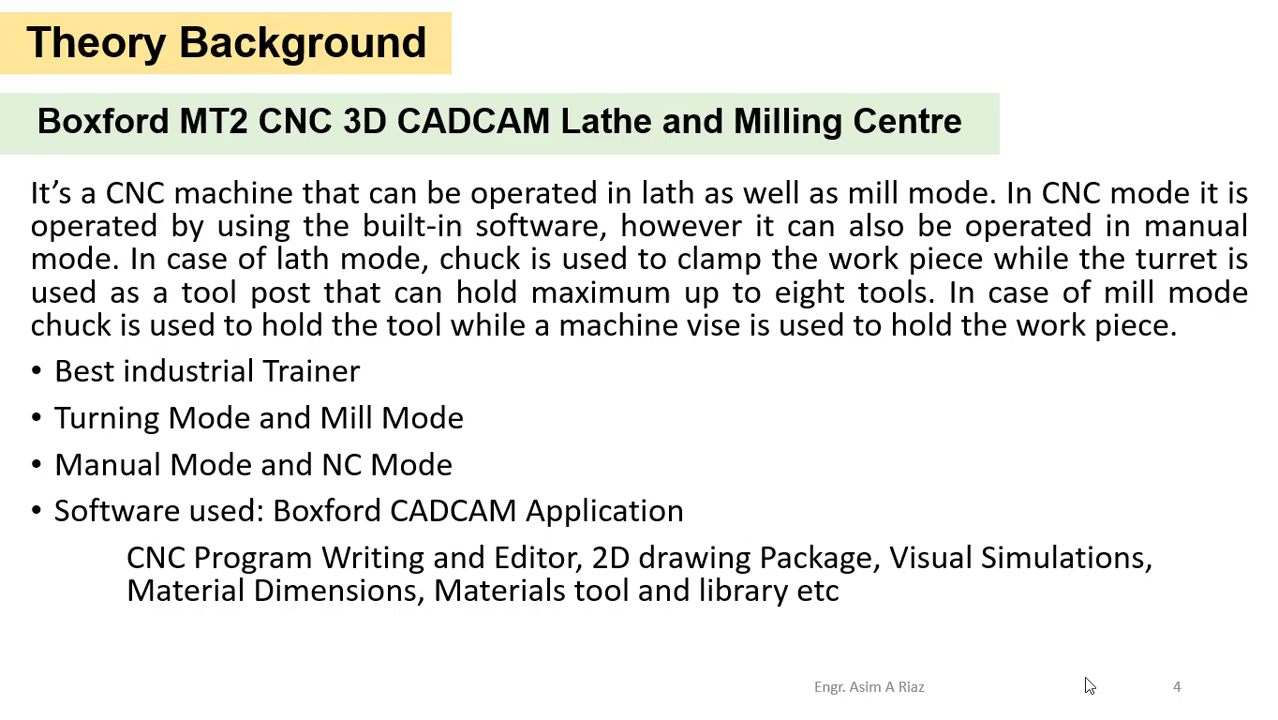 Theory Background
Boxford MT2 CNC 3D CADCAM Lathe and Milling Centre
It’s a CNC machine that can be operated in lath as well as mill mode. In CNC mode it is
operated by using the built-in software, however it can also be operated in manual
mode. In case of lath mode, chuck is used to clamp the work piece while the turret is
used as a tool post that can hold maximum up to eight tools. In case of mill mode
chuck is used to hold the tool while a machine vise is used to hold the work piece.
• Best industrial Trainer
• Turning Mode and Mill Mode
• Manual Mode and NC Mode
• Software used: Boxford CADCAM Application
CNC Program Writing and Editor, 2D drawing Package, Visual Simulations,
Material Dimensions, Materials tool and library etc
Engr. Asim A Riaz
4